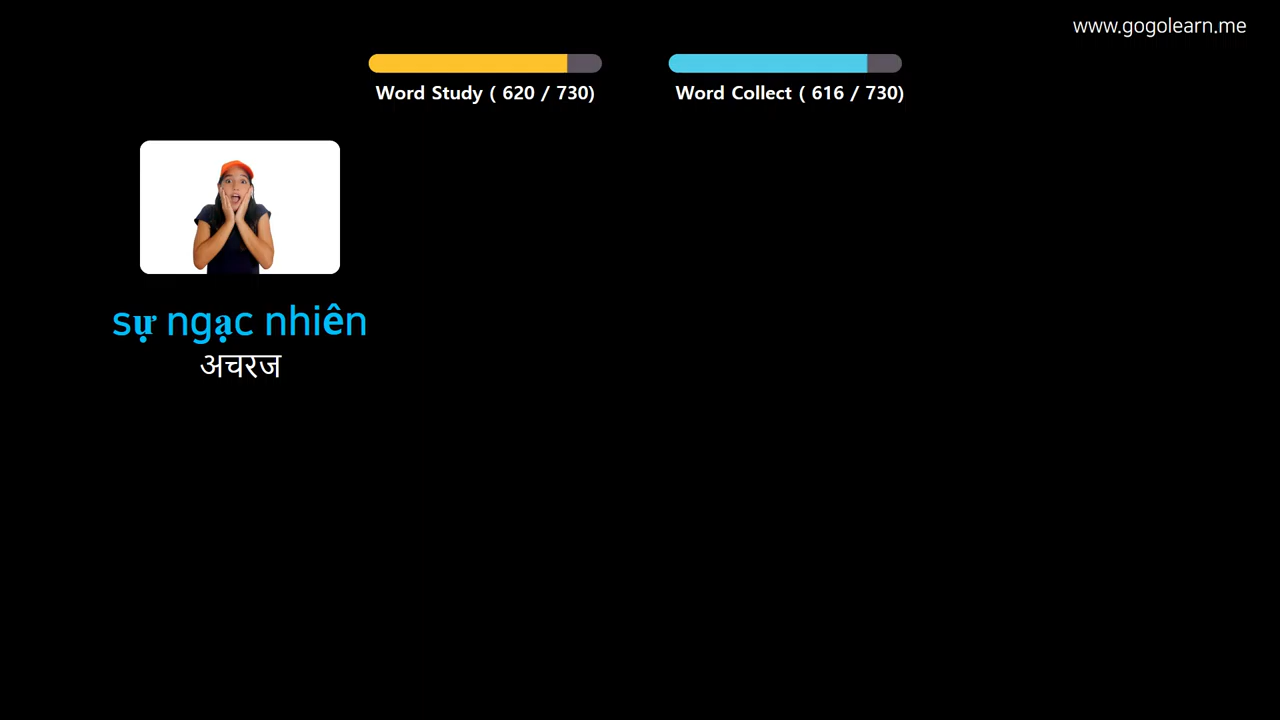 www.gogolearn.me
Word Study ( 620 / 730)
Word Collect ( 616 / 730)
sự ngạc nhiên
अचरज